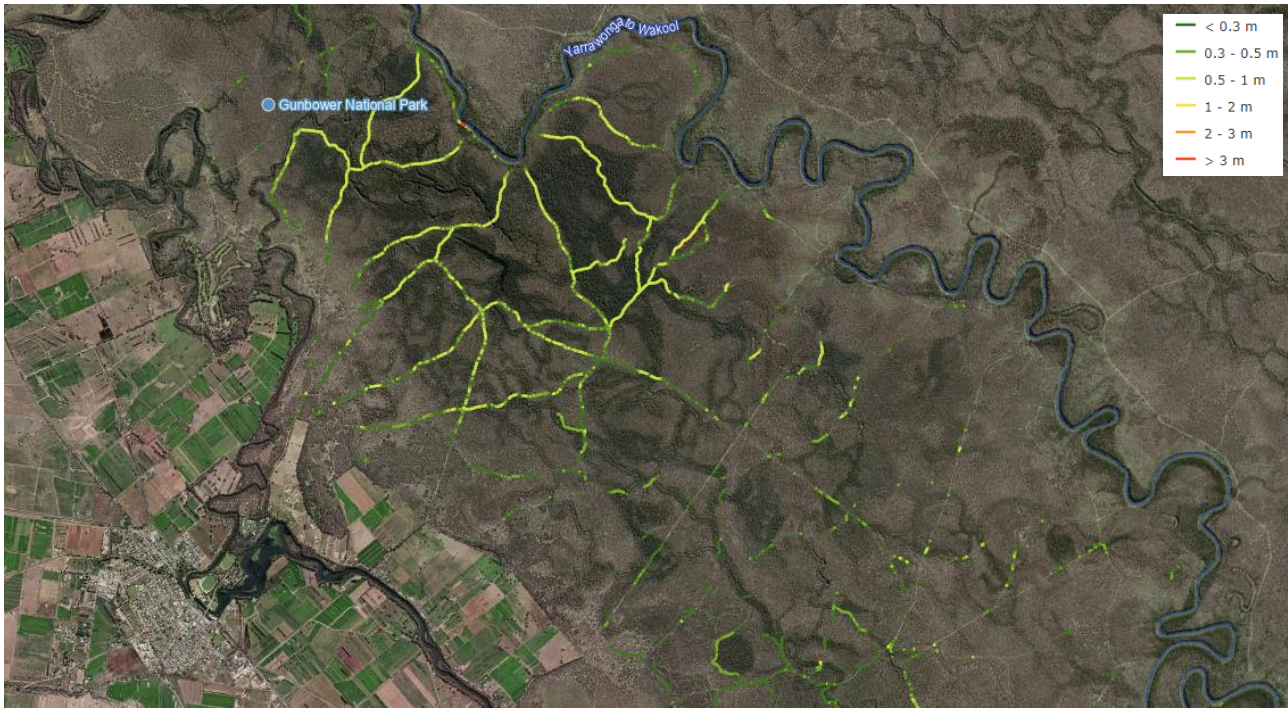 Yarrawonga to Wakool
Gunbower National Park
< 0.3 m
0.3 - 0.5 m
0.5 - 1 m
1 - 2 m
2 - 3 m
> 3 m